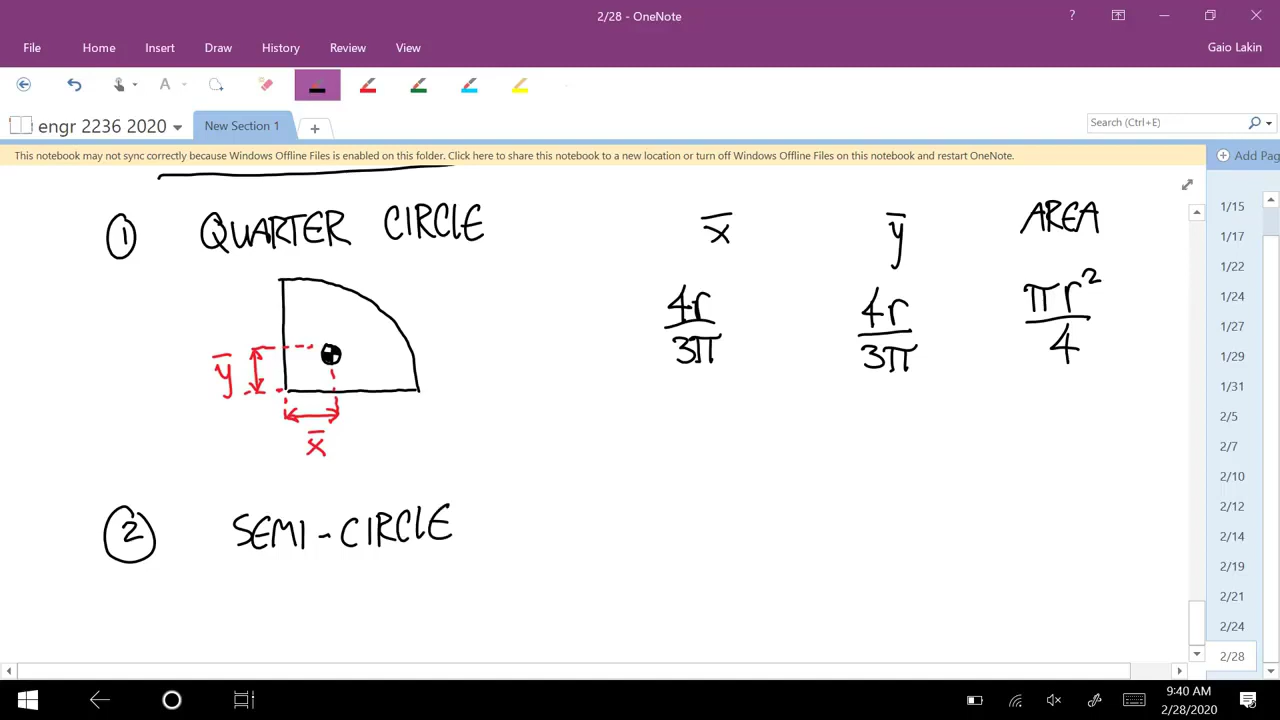 2/28 - OneNote
?
File Home Insert Draw History Review View
Gaio Lakin
A
engr 2236 2020 New Section 1 +
Search (Ctrl+E)
This notebook may not sync correctly because Windows Offline Files is enabled on this folder. Click here to share this notebook to a new location or turn off Windows Offline Files on this notebook and restart OneNote.
Add Pag
① QUARTER CIRCLE x̅ y̅ AREA
4r/3π 4r/3π πr²/4
y̅
x̅
② SEMI-CIRCLE
1/15
1/17
1/22
1/24
1/27
1/29
1/31
2/5
2/7
2/10
2/12
2/14
2/19
2/21
2/24
2/28
9:40 AM
2/28/2020